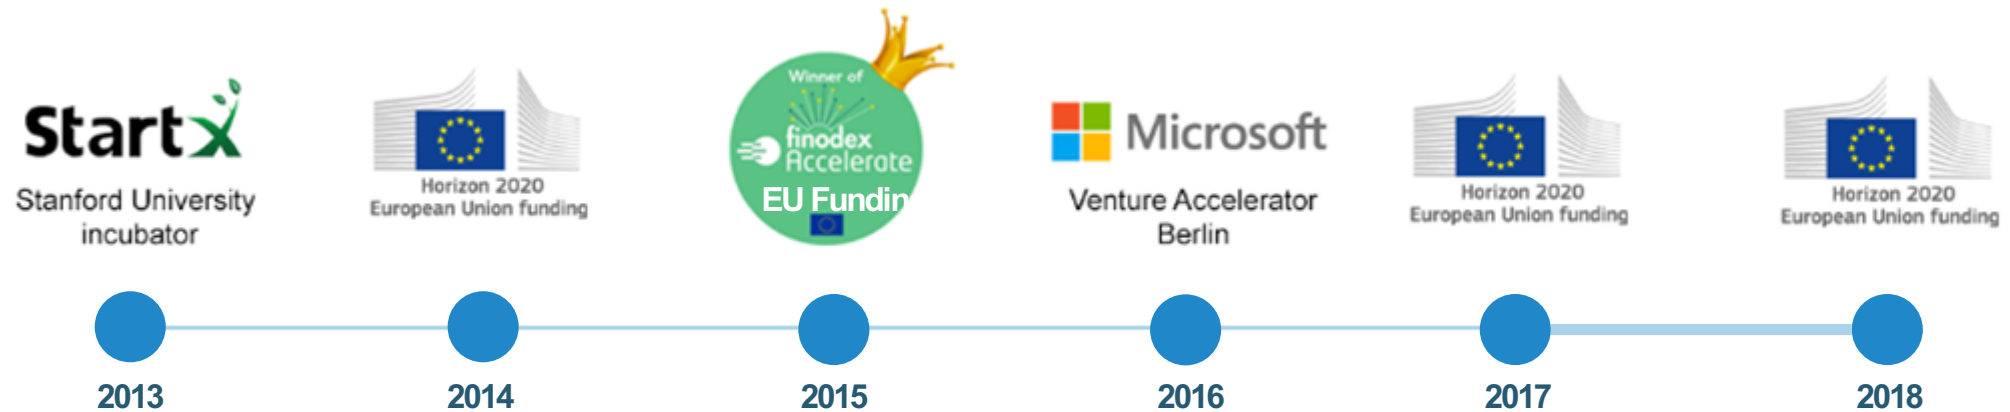 StartX
Stanford University
incubator
Horizon 2020
European Union funding
Winner of
finodex
Accelerate
EU Fundin
Microsoft
Venture Accelerator
Berlin
Horizon 2020
European Union funding
Horizon 2020
European Union funding
2013
2014
2015
2016
2017
2018